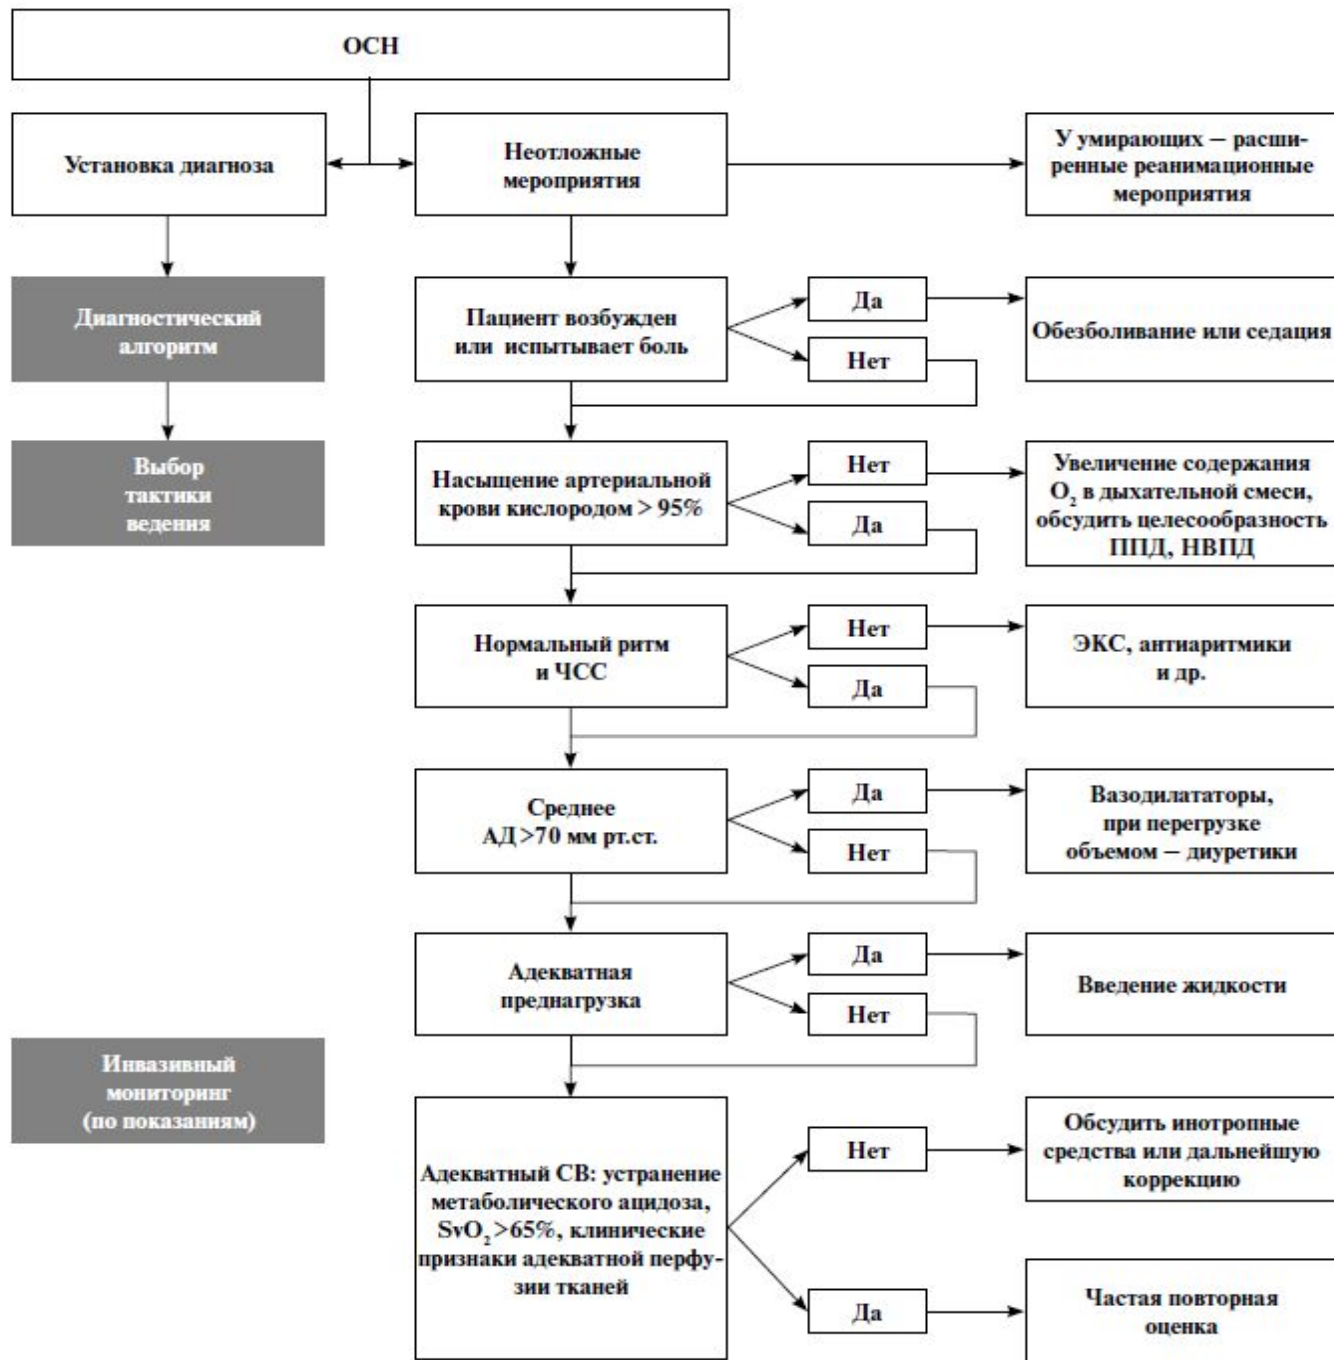 ОСН
Установка диагноза
Неотложные
мероприятия
У умирающих – расши-
ренные реанимационные
мероприятия
Диагностический
алгоритм
Пациент возбужден
или испытывает боль
Да
Нет
Обезболивание или седация
Выбор
тактики
ведения
Насыщение артериальной
крови кислородом > 95%
Нет
Да
Увеличение содержания
O₂ в дыхательной смеси,
обсудить целесообразность
ППД, НВПД
Нормальный ритм
и ЧСС
Нет
Да
ЭКС, антиаритмики
и др.
Среднее
АД >70 мм рт.ст.
Да
Нет
Вазодилататоры,
при перегрузке
объемом – диуретики
Адекватная
преднагрузка
Да
Нет
Введение жидкости
Инвазивный
мониторинг
(по показаниям)
Адекватный СВ: устранение
метаболического ацидоза,
SvO₂ >65%, клинические
признаки адекватной перфу-
зии тканей
Нет
Обсудить инотропные
средства или дальнейшую
коррекцию
Да
Частая повторная
оценка